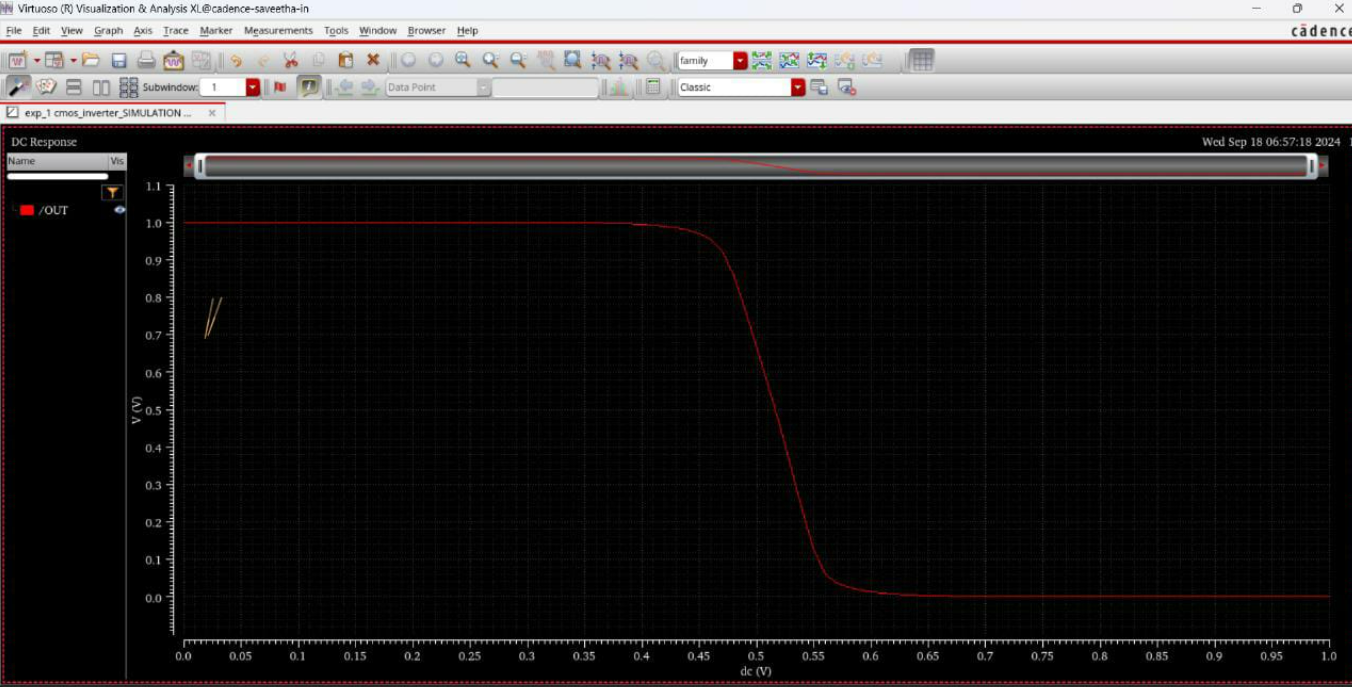 Virtuoso (R) Visualization & Analysis XL@cadence-saveetha-in
File Edit View Graph Axis Trace Marker Measurements Tools Window Browser Help
cādence
family
Subwindow: 1
Data Point
Classic
exp_1 cmos_inverter_SIMULATION ...
DC Response
Wed Sep 18 06:57:18 2024
Name Vis
/OUT
1.1
1.0
0.9
0.8
0.7
0.6
0.5
0.4
0.3
0.2
0.1
0.0
V (V)
0.0 0.05 0.1 0.15 0.2 0.25 0.3 0.35 0.4 0.45 0.5 0.55 0.6 0.65 0.7 0.75 0.8 0.85 0.9 0.95 1.0
dc (V)